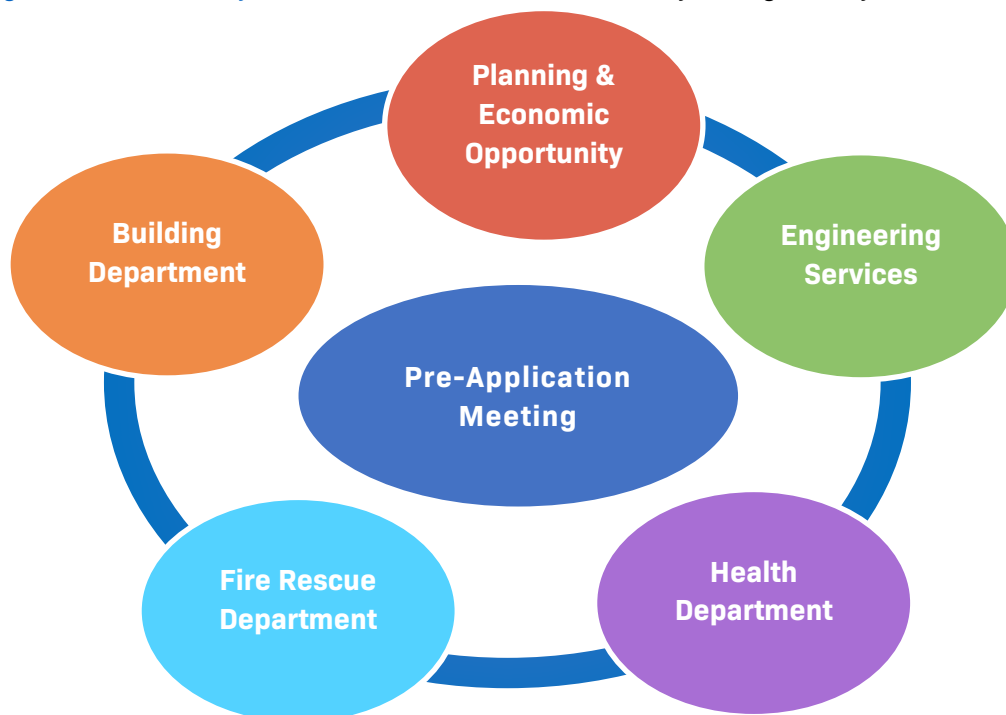 Planning &
Economic
Opportunity
Building
Department
Engineering
Services
Pre-Application
Meeting
Fire Rescue
Department
Health
Department